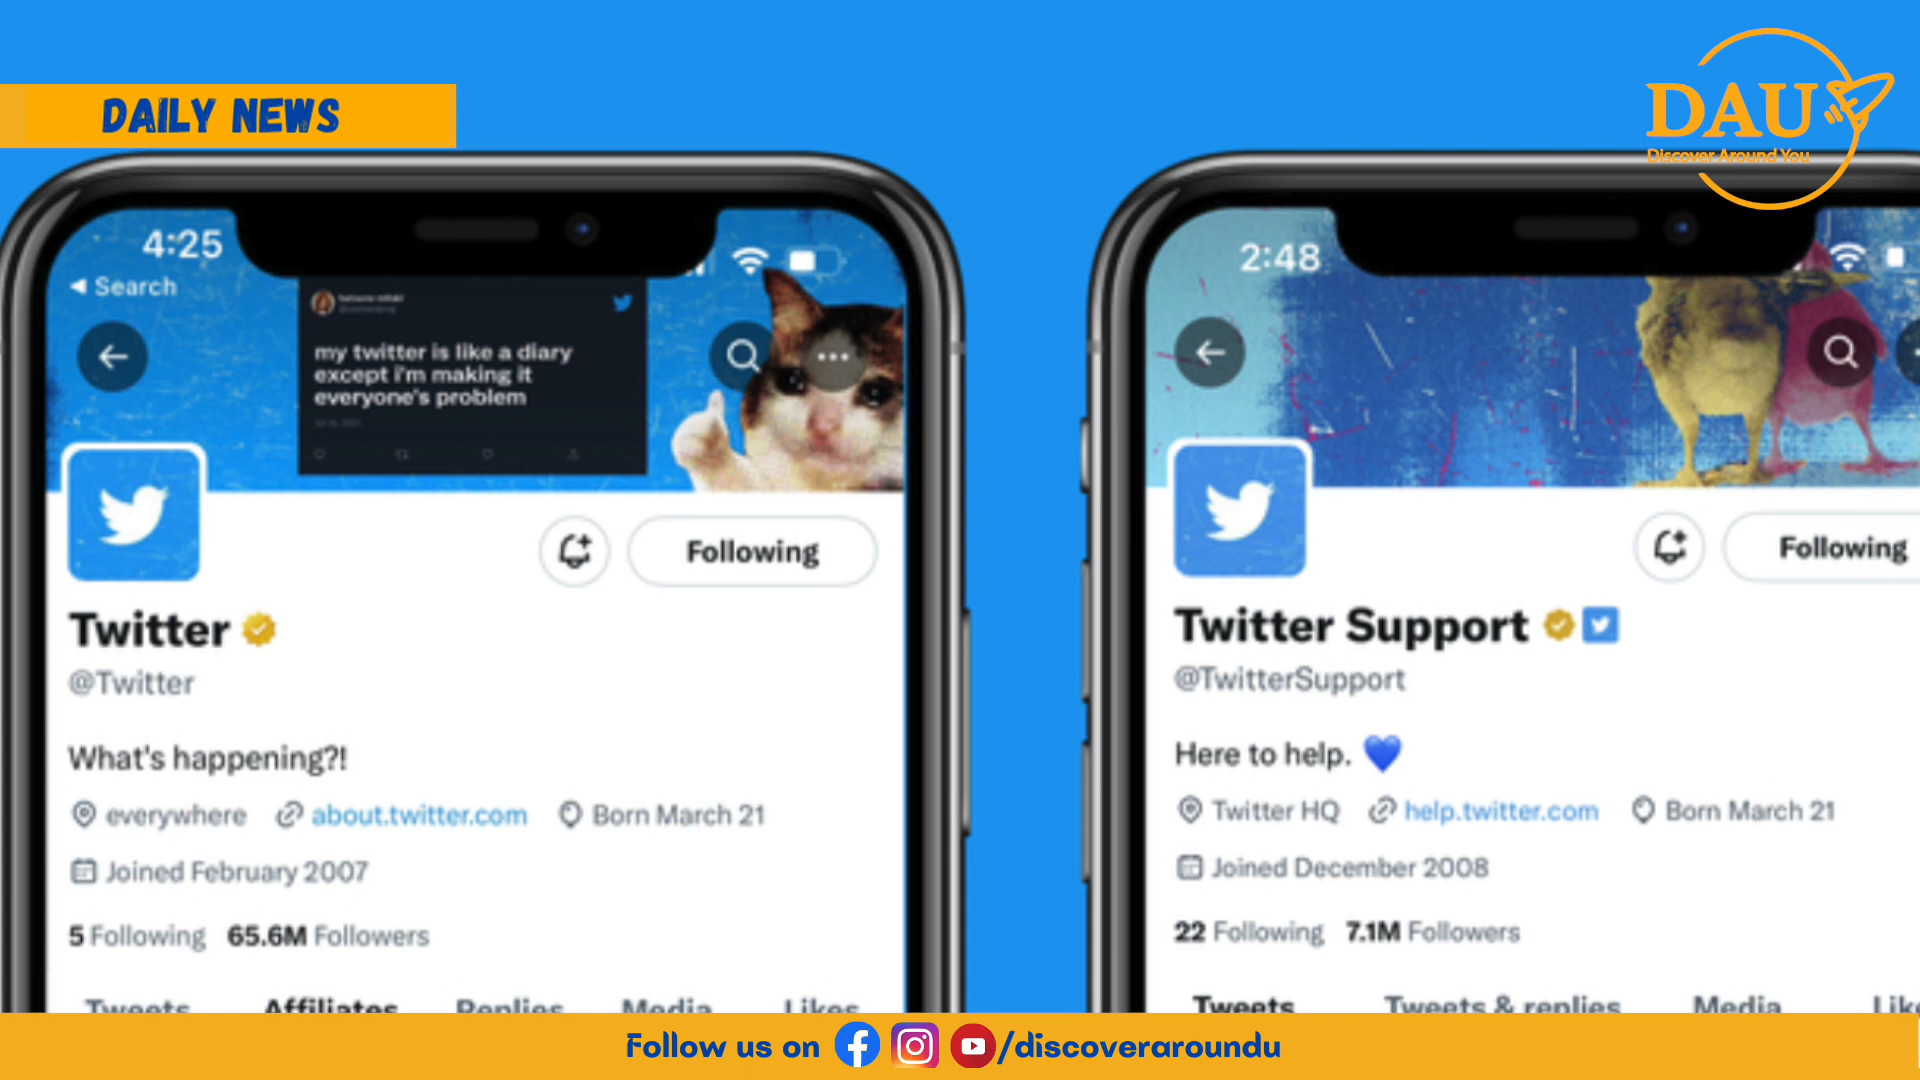 DAILY NEWS
DAU
Discover Around You
4:25
Search
my twitter is like a diary
except i'm making it
everyone's problem
Following
Twitter
@Twitter
What's happening?!
everywhere about.twitter.com Born March 21
Joined February 2007
5 Following 65.6M Followers
Tweets Affiliates Replies Media Likes
2:48
Following
Twitter Support
@TwitterSupport
Here to help. 💙
Twitter HQ help.twitter.com Born March 21
Joined December 2008
22 Following 7.1M Followers
Tweets Tweets & replies Media Lik
Follow us on /discoveraroundu